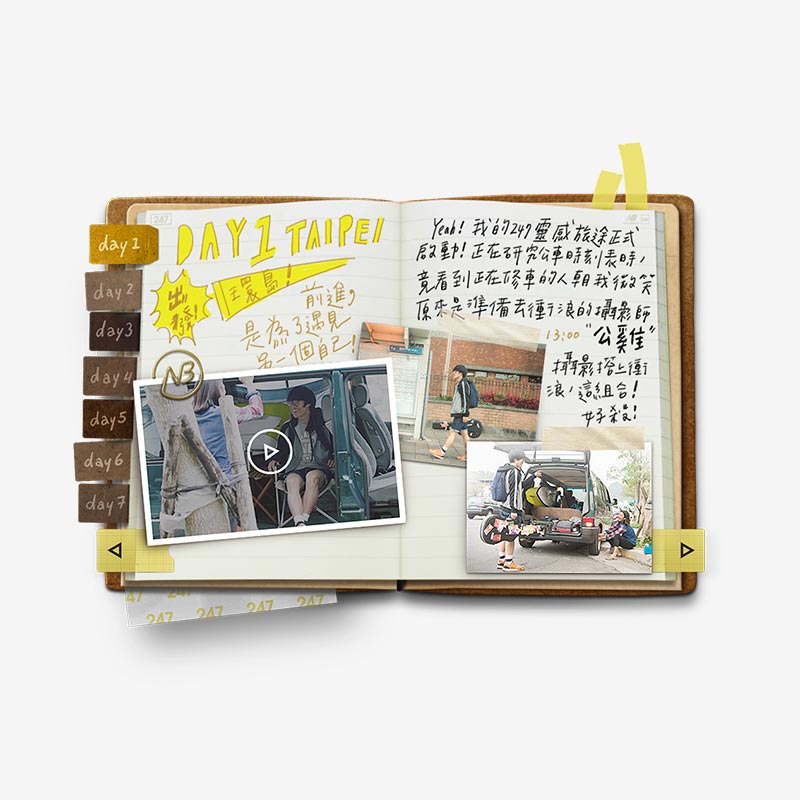 247
DAY1 TAIPEI
出發!
環島!
前進,
是為了遇見
另一個自己!
NB
day1
day2
day3
day4
day5
day6
day7
247 247 247 247
247 247
Yeah! 我的247靈感旅途正式
啟動!正在研究公車時刻表時,
竟看到正在修車的人朝我微笑
原來是準備去衝浪的攝影師
13:00 "公雞"
攝影搭上衝
浪,這組合!
好殺!